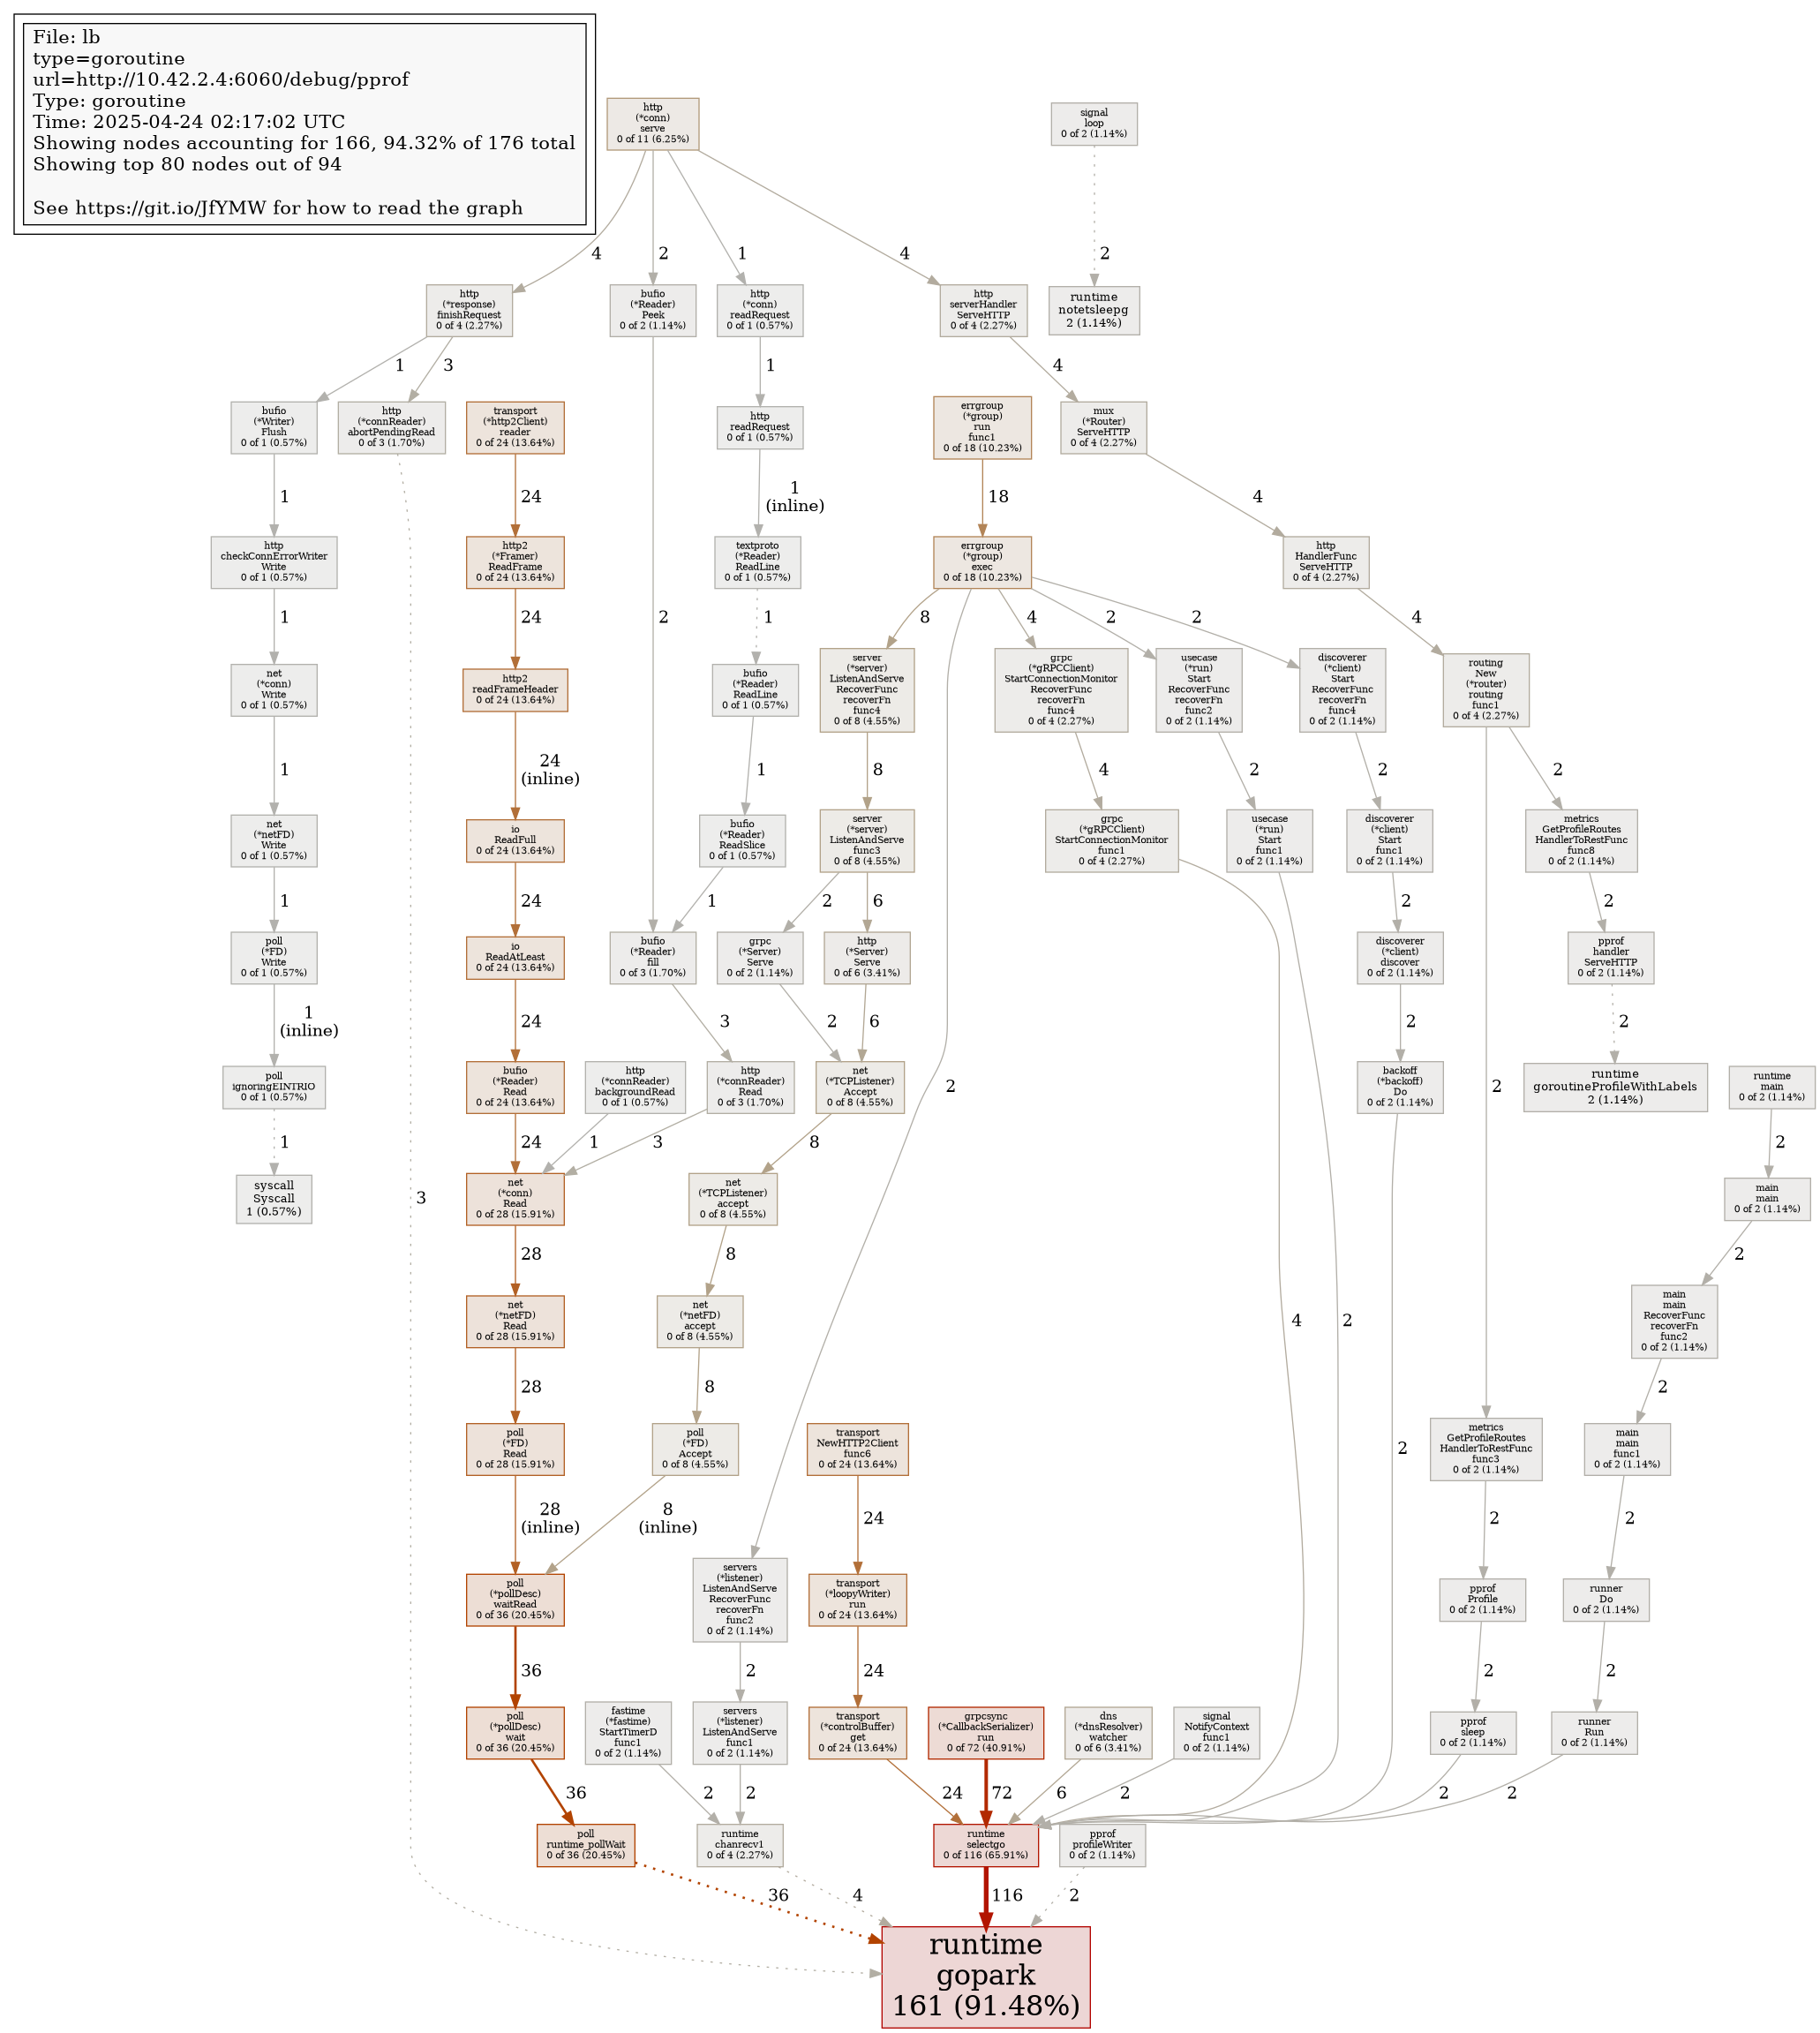 File: lb
type=goroutine
url=http://10.42.2.4:6060/debug/pprof
Type: goroutine
Time: 2025-04-24 02:17:02 UTC
Showing nodes accounting for 166, 94.32% of 176 total
Showing top 80 nodes out of 94
See https://git.io/JfYMW for how to read the graph
http
(*conn)
serve
0 of 11 (6.25%)
signal
loop
0 of 2 (1.14%)
4
2
1
4
2
http
(*response)
finishRequest
0 of 4 (2.27%)
bufio
(*Reader)
Peek
0 of 2 (1.14%)
http
(*conn)
readRequest
0 of 1 (0.57%)
http
serverHandler
ServeHTTP
0 of 4 (2.27%)
runtime
notetsleepg
2 (1.14%)
1
3
1
4
bufio
(*Writer)
Flush
0 of 1 (0.57%)
http
(*connReader)
abortPendingRead
0 of 3 (1.70%)
transport
(*http2Client)
reader
0 of 24 (13.64%)
http
readRequest
0 of 1 (0.57%)
errgroup
(*group)
run
func1
0 of 18 (10.23%)
mux
(*Router)
ServeHTTP
0 of 4 (2.27%)
1
24
1
(inline)
18
4
http
checkConnErrorWriter
Write
0 of 1 (0.57%)
http2
(*Framer)
ReadFrame
0 of 24 (13.64%)
textproto
(*Reader)
ReadLine
0 of 1 (0.57%)
errgroup
(*group)
exec
0 of 18 (10.23%)
http
HandlerFunc
ServeHTTP
0 of 4 (2.27%)
1
24
2
1
8
4
2
2
4
net
(*conn)
Write
0 of 1 (0.57%)
http2
readFrameHeader
0 of 24 (13.64%)
bufio
(*Reader)
ReadLine
0 of 1 (0.57%)
server
(*server)
ListenAndServe
RecoverFunc
recoverFn
func4
0 of 8 (4.55%)
grpc
(*gRPCClient)
StartConnectionMonitor
RecoverFunc
recoverFn
func4
0 of 4 (2.27%)
usecase
(*run)
Start
RecoverFunc
recoverFn
func2
0 of 2 (1.14%)
discoverer
(*client)
Start
RecoverFunc
recoverFn
func4
0 of 2 (1.14%)
routing
New
(*router)
routing
func1
0 of 4 (2.27%)
1
24
(inline)
1
8
4
2
2
2
net
(*netFD)
Write
0 of 1 (0.57%)
io
ReadFull
0 of 24 (13.64%)
bufio
(*Reader)
ReadSlice
0 of 1 (0.57%)
server
(*server)
ListenAndServe
func3
0 of 8 (4.55%)
grpc
(*gRPCClient)
StartConnectionMonitor
func1
0 of 4 (2.27%)
usecase
(*run)
Start
func1
0 of 2 (1.14%)
discoverer
(*client)
Start
func1
0 of 2 (1.14%)
metrics
GetProfileRoutes
HandlerToRestFunc
func8
0 of 2 (1.14%)
1
24
1
2
6
2
2
poll
(*FD)
Write
0 of 1 (0.57%)
io
ReadAtLeast
0 of 24 (13.64%)
bufio
(*Reader)
fill
0 of 3 (1.70%)
grpc
(*Server)
Serve
0 of 2 (1.14%)
http
(*Server)
Serve
0 of 6 (3.41%)
discoverer
(*client)
discover
0 of 2 (1.14%)
pprof
handler
ServeHTTP
0 of 2 (1.14%)
1
(inline)
24
3
2
6
2
2
poll
ignoringEINTRIO
0 of 1 (0.57%)
bufio
(*Reader)
Read
0 of 24 (13.64%)
http
(*connReader)
backgroundRead
0 of 1 (0.57%)
http
(*connReader)
Read
0 of 3 (1.70%)
net
(*TCPListener)
Accept
0 of 8 (4.55%)
2
backoff
(*backoff)
Do
0 of 2 (1.14%)
2
runtime
goroutineProfileWithLabels
2 (1.14%)
runtime
main
0 of 2 (1.14%)
1
24
1
3
8
2
syscall
Syscall
1 (0.57%)
3
net
(*conn)
Read
0 of 28 (15.91%)
net
(*TCPListener)
accept
0 of 8 (4.55%)
main
main
0 of 2 (1.14%)
28
8
2
net
(*netFD)
Read
0 of 28 (15.91%)
net
(*netFD)
accept
0 of 8 (4.55%)
4
2
main
main
RecoverFunc
recoverFn
func2
0 of 2 (1.14%)
28
8
2
poll
(*FD)
Read
0 of 28 (15.91%)
poll
(*FD)
Accept
0 of 8 (4.55%)
transport
NewHTTP2Client
func6
0 of 24 (13.64%)
2
metrics
GetProfileRoutes
HandlerToRestFunc
func3
0 of 2 (1.14%)
main
main
func1
0 of 2 (1.14%)
28
(inline)
8
(inline)
24
2
2
poll
(*pollDesc)
waitRead
0 of 36 (20.45%)
servers
(*listener)
ListenAndServe
RecoverFunc
recoverFn
func2
0 of 2 (1.14%)
transport
(*loopyWriter)
run
0 of 24 (13.64%)
pprof
Profile
0 of 2 (1.14%)
runner
Do
0 of 2 (1.14%)
36
2
24
2
2
poll
(*pollDesc)
wait
0 of 36 (20.45%)
fastime
(*fastime)
StartTimerD
func1
0 of 2 (1.14%)
servers
(*listener)
ListenAndServe
func1
0 of 2 (1.14%)
transport
(*controlBuffer)
get
0 of 24 (13.64%)
grpcsync
(*CallbackSerializer)
run
0 of 72 (40.91%)
dns
(*dnsResolver)
watcher
0 of 6 (3.41%)
signal
NotifyContext
func1
0 of 2 (1.14%)
pprof
sleep
0 of 2 (1.14%)
runner
Run
0 of 2 (1.14%)
36
2
2
24
72
6
2
2
2
poll
runtime_pollWait
0 of 36 (20.45%)
runtime
chanrecv1
0 of 4 (2.27%)
runtime
selectgo
0 of 116 (65.91%)
pprof
profileWriter
0 of 2 (1.14%)
36
4
116
2
runtime
gopark
161 (91.48%)